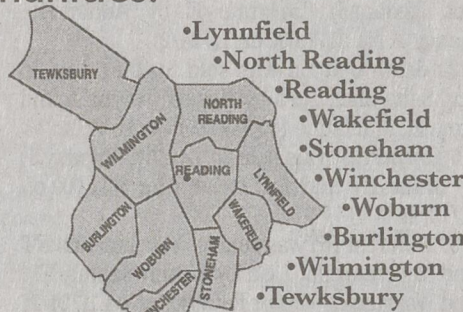 •Lynnfield
•North Reading
•Reading
•Wakefield
•Stoneham
•Winchester
•Woburn
•Burlington
•Wilmington
•Tewksbury
TEWKSBURY
WILMINGTON
NORTH
READING
READING
LYNNFIELD
BURLINGTON
WAKEFIELD
WOBURN
STONEHAM